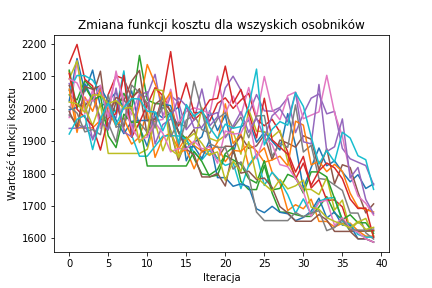 Zmiana funkcji kosztu dla wszyskich osobników
Wartość funkcji kosztu
2200
2100
2000
1900
1800
1700
1600
0 5 10 15 20 25 30 35 40
Iteracja